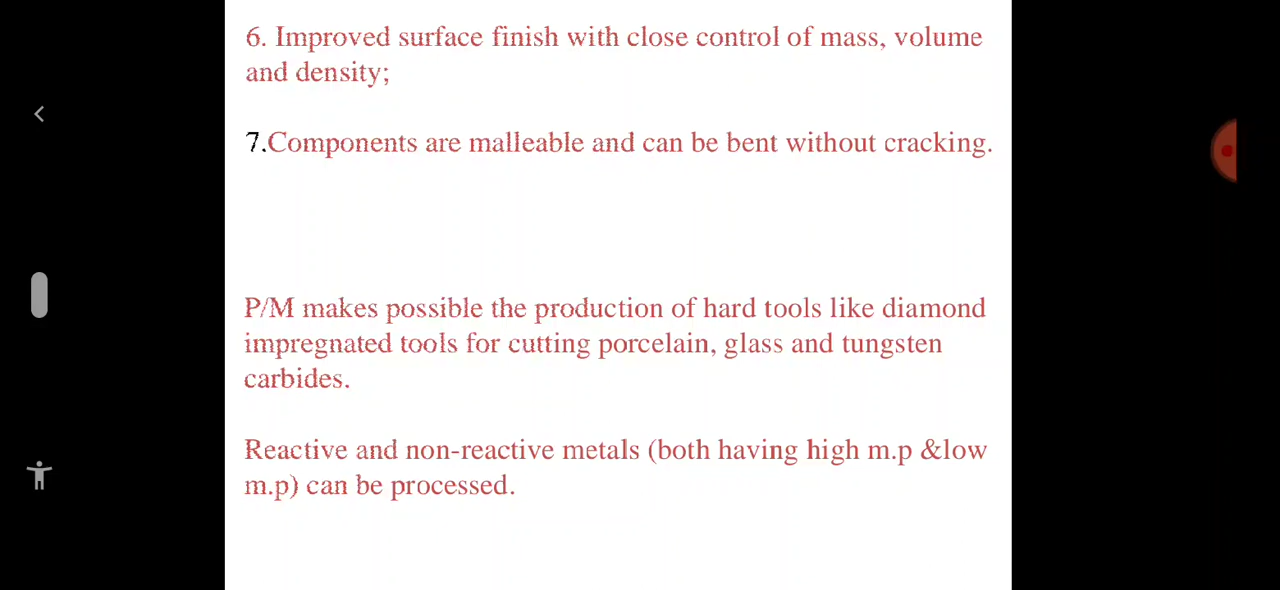 6. Improved surface finish with close control of mass, volume
and density;
7.Components are malleable and can be bent without cracking.
P/M makes possible the production of hard tools like diamond
impregnated tools for cutting porcelain, glass and tungsten
carbides.
Reactive and non-reactive metals (both having high m.p &low
m.p) can be processed.